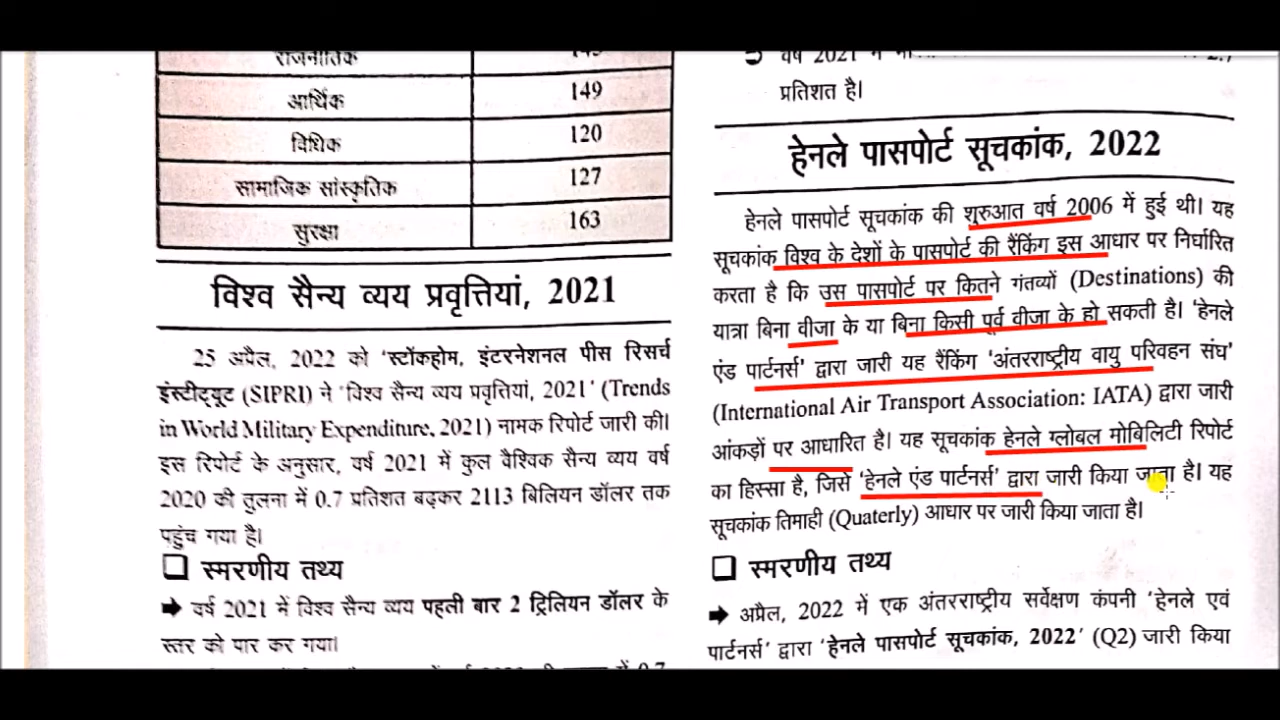 राजनीतिक
आर्थिक 149
विधिक 120
सामाजिक सांस्कृतिक 127
सुरक्षा 163
विश्व सैन्य व्यय प्रवृत्तियां, 2021
25 अप्रैल, 2022 को ‘स्टॉकहोम, इंटरनेशनल पीस रिसर्च
इंस्टीट्यूट (SIPRI) ने ‘विश्व सैन्य व्यय प्रवृत्तियां, 2021’ (Trends
in World Military Expenditure, 2021) नामक रिपोर्ट जारी की।
इस रिपोर्ट के अनुसार, वर्ष 2021 में कुल वैश्विक सैन्य व्यय वर्ष
2020 की तुलना में 0.7 प्रतिशत बढ़कर 2113 बिलियन डॉलर तक
पहुंच गया है।
❑ स्मरणीय तथ्य
➡ वर्ष 2021 में विश्व सैन्य व्यय पहली बार 2 ट्रिलियन डॉलर के
स्तर को पार कर गया।
वर्ष 2021 में
प्रतिशत है।
हेनले पासपोर्ट सूचकांक, 2022
हेनले पासपोर्ट सूचकांक की शुरुआत वर्ष 2006 में हुई थी। यह
सूचकांक विश्व के देशों के पासपोर्ट की रैंकिंग इस आधार पर निर्धारित
करता है कि उस पासपोर्ट पर कितने गंतव्यों (Destinations) की
यात्रा बिना वीजा के या बिना किसी पूर्व वीजा के हो सकती है। ‘हेनले
एंड पार्टनर्स’ द्वारा जारी यह रैंकिंग ‘अंतरराष्ट्रीय वायु परिवहन संघ’
(International Air Transport Association: IATA) द्वारा जारी
आंकड़ों पर आधारित है। यह सूचकांक हेनले ग्लोबल मोबिलिटी रिपोर्ट
का हिस्सा है, जिसे ‘हेनले एंड पार्टनर्स’ द्वारा जारी किया जाता है। यह
सूचकांक तिमाही (Quaterly) आधार पर जारी किया जाता है।
❑ स्मरणीय तथ्य
➡ अप्रैल, 2022 में एक अंतरराष्ट्रीय सर्वेक्षण कंपनी ‘हेनले एवं
पार्टनर्स’ द्वारा ‘हेनले पासपोर्ट सूचकांक, 2022’ (Q2) जारी किया